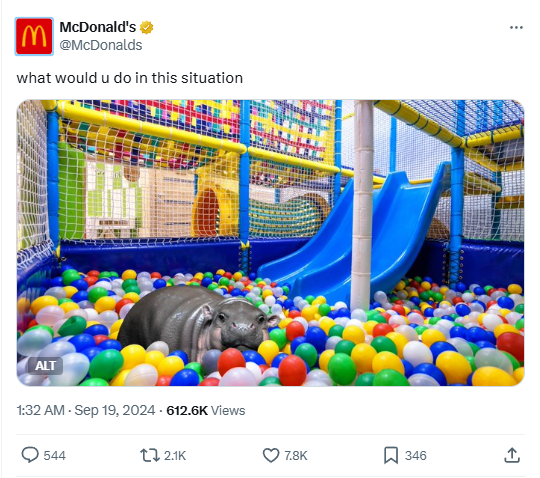 McDonald's
@McDonalds
what would u do in this situation
ALT
1:32 AM · Sep 19, 2024 · 612.6K Views
544 2.1K 7.8K 346